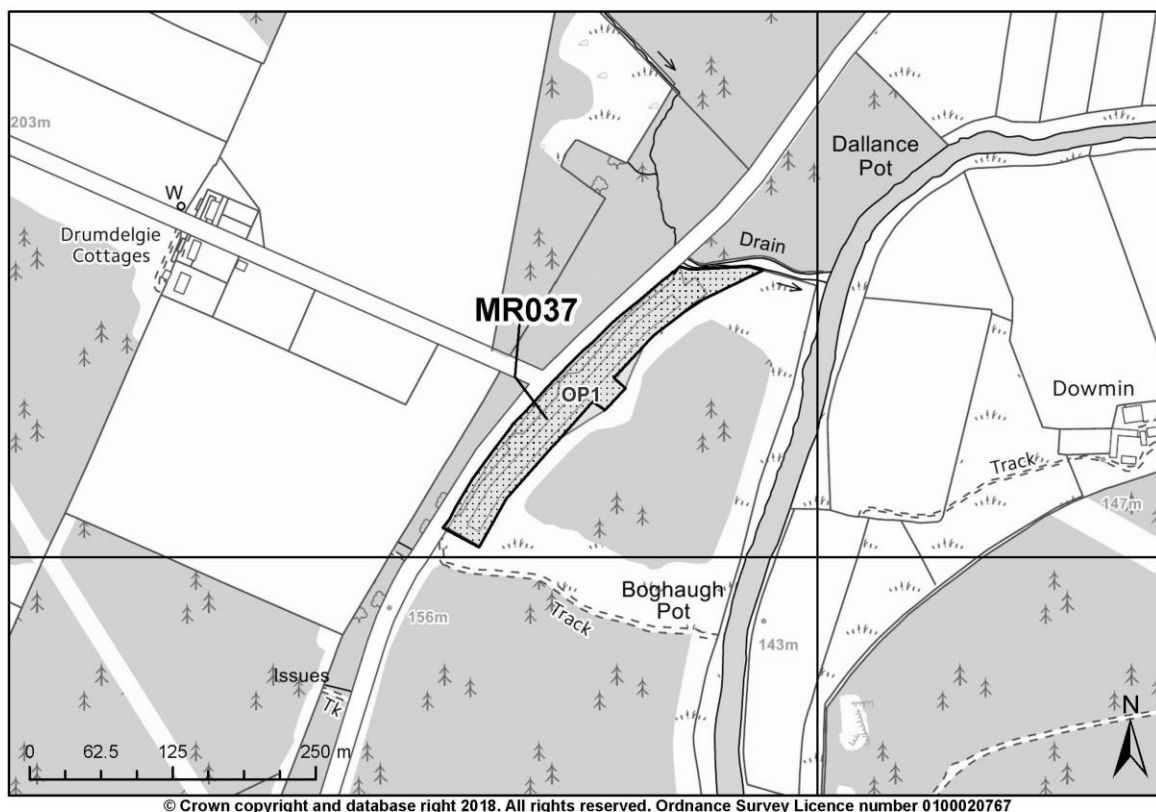 203m
W
Drumdelgie
Cottages
Dallance
Pot
Drain
MR037
OP1
Dowmin
Track
147m
Boghaugh
Pot
Track
156m
143m
Issues
Tk
N
0 62.5 125 250 m
© Crown copyright and database right 2018. All rights reserved. Ordnance Survey Licence number 0100020767